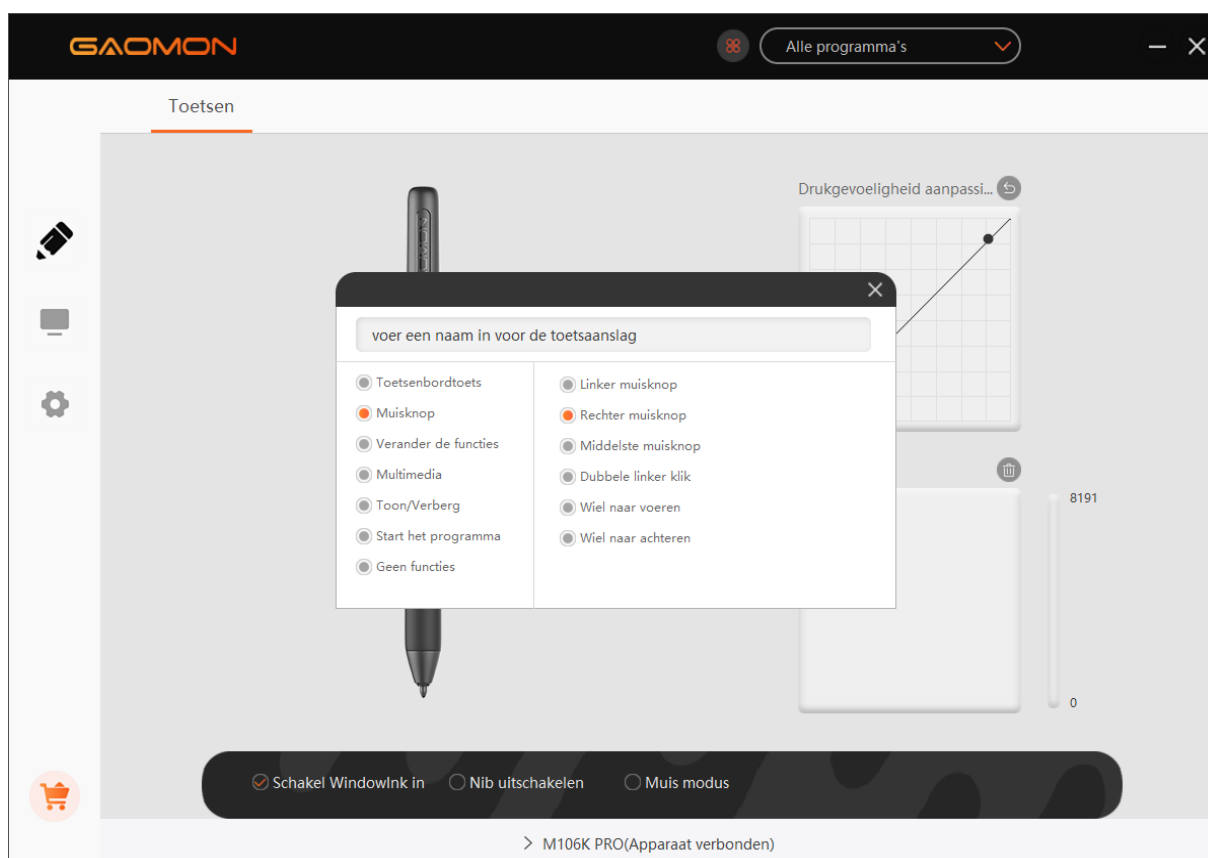 GAOMON
Alle programma's
Toetsen
Drukgevoeligheid aanpassi...
voer een naam in voor de toetsaanslag
Toetsenbordtoets
Muisknop
Verander de functies
Multimedia
Toon/Verberg
Start het programma
Geen functies
Linker muisknop
Rechter muisknop
Middelste muisknop
Dubbele linker klik
Wiel naar voeren
Wiel naar achteren
8191
0
Schakel WindowInk in
Nib uitschakelen
Muis modus
M106K PRO(Apparaat verbonden)